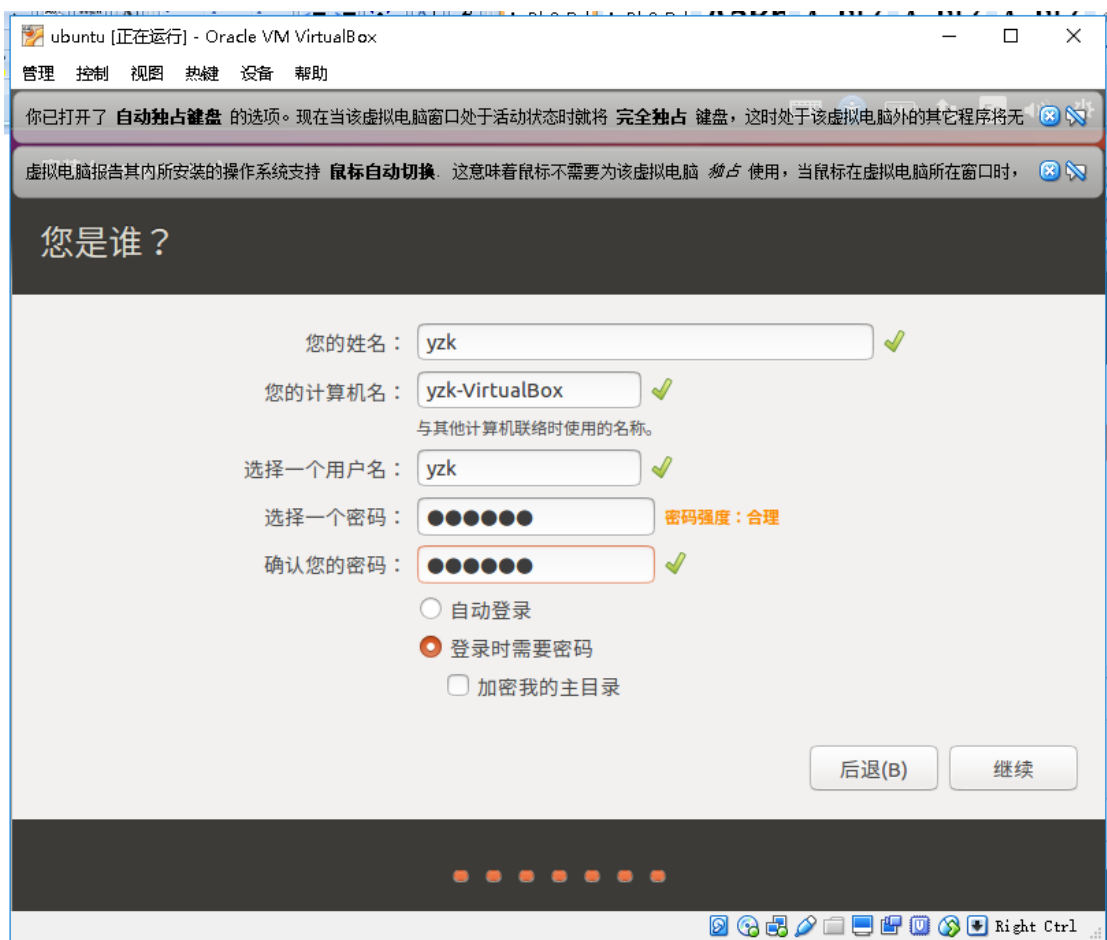 ubuntu [正在运行] - Oracle VM VirtualBox
管理 控制 视图 热键 设备 帮助
你已打开了 自动独占键盘 的选项。现在当该虚拟电脑窗口处于活动状态时就将 完全独占 键盘，这时处于该虚拟电脑外的其它程序将无
虚拟电脑报告其内所安装的操作系统支持 鼠标自动切换. 这意味着鼠标不需要为该虚拟电脑 独占 使用，当鼠标在虚拟电脑所在窗口时，
您是谁？
您的姓名： yzk
您的计算机名： yzk-VirtualBox
与其他计算机联络时使用的名称。
选择一个用户名： yzk
选择一个密码： ●●●●●● 密码强度：合理
确认您的密码： ●●●●●●
自动登录
登录时需要密码
加密我的主目录
后退(B) 继续
Right Ctrl